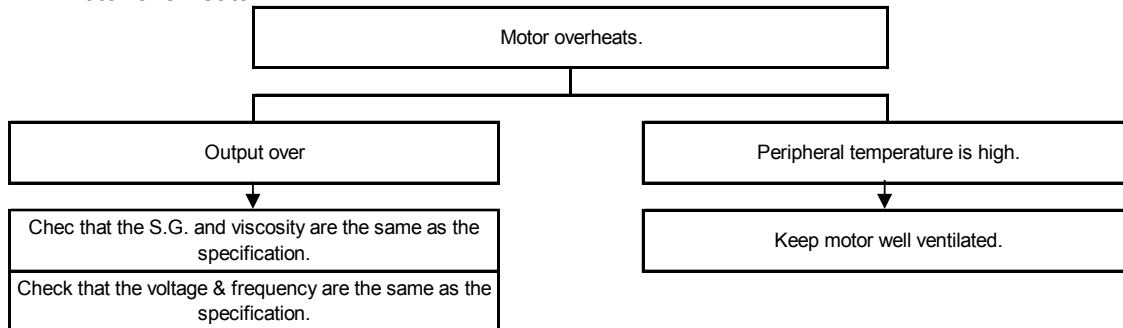 Motor overheats.
Output over
Peripheral temperature is high.
Chec that the S.G. and viscosity are the same as the
specification.
Keep motor well ventilated.
Check that the voltage & frequency are the same as the
specification.